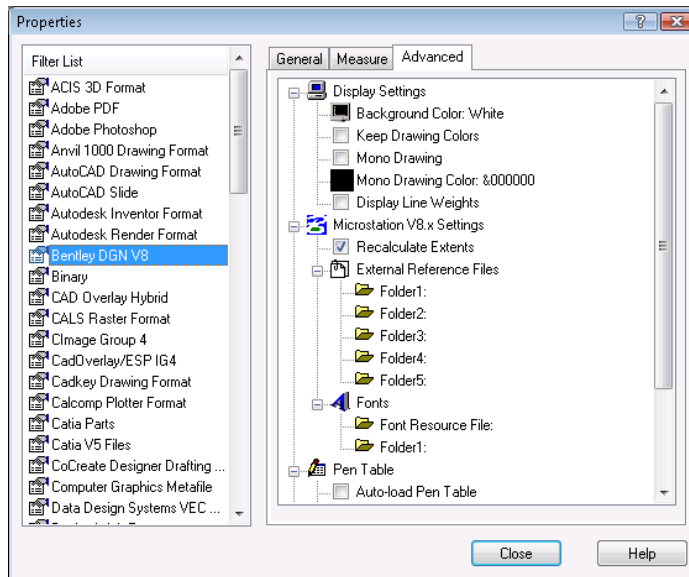 Properties
Filter List
ACIS 3D Format
Adobe PDF
Adobe Photoshop
Anvil 1000 Drawing Format
AutoCAD Drawing Format
AutoCAD Slide
Autodesk Inventor Format
Autodesk Render Format
Bentley DGN V8
Binary
CAD Overlay Hybrid
CALS Raster Format
CImage Group 4
CadOverlay/ESP IG4
Cadkey Drawing Format
Calcomp Plotter Format
Catia Parts
Catia V5 Files
CoCreate Designer Drafting ...
Computer Graphics Metafile
Data Design Systems VEC ...
General
Measure
Advanced
Display Settings
Background Color: White
Keep Drawing Colors
Mono Drawing
Mono Drawing Color: &000000
Display Line Weights
Microstation V8.x Settings
Recalculate Extents
External Reference Files
Folder1:
Folder2:
Folder3:
Folder4:
Folder5:
Fonts
Font Resource File:
Folder1:
Pen Table
Auto-load Pen Table
Close
Help